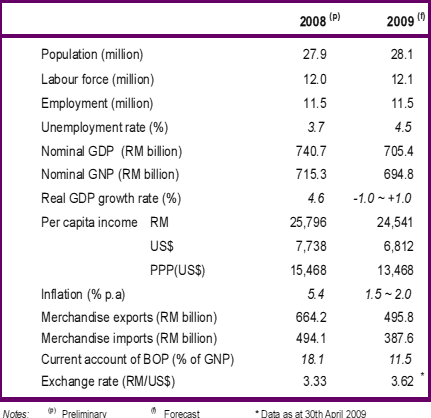 2008 (p) 2009 (f)
Population (million) 27.9 28.1
Labour force (million) 12.0 12.1
Employment (million) 11.5 11.5
Unemployment rate (%) 3.7 4.5
Nominal GDP (RM billion) 740.7 705.4
Nominal GNP (RM billion) 715.3 694.8
Real GDP growth rate (%) 4.6 -1.0 ~ +1.0
Per capita income RM 25,796 24,541
US$ 7,738 6,812
PPP(US$) 15,468 13,468
Inflation (% p.a) 5.4 1.5 ~ 2.0
Merchandise exports (RM billion) 664.2 495.8
Merchandise imports (RM billion) 494.1 387.6
Current account of BOP (% of GNP) 18.1 11.5
Exchange rate (RM/US$) 3.33 3.62 *
Notes: (p) Preliminary (f) Forecast * Data as at 30th April 2009